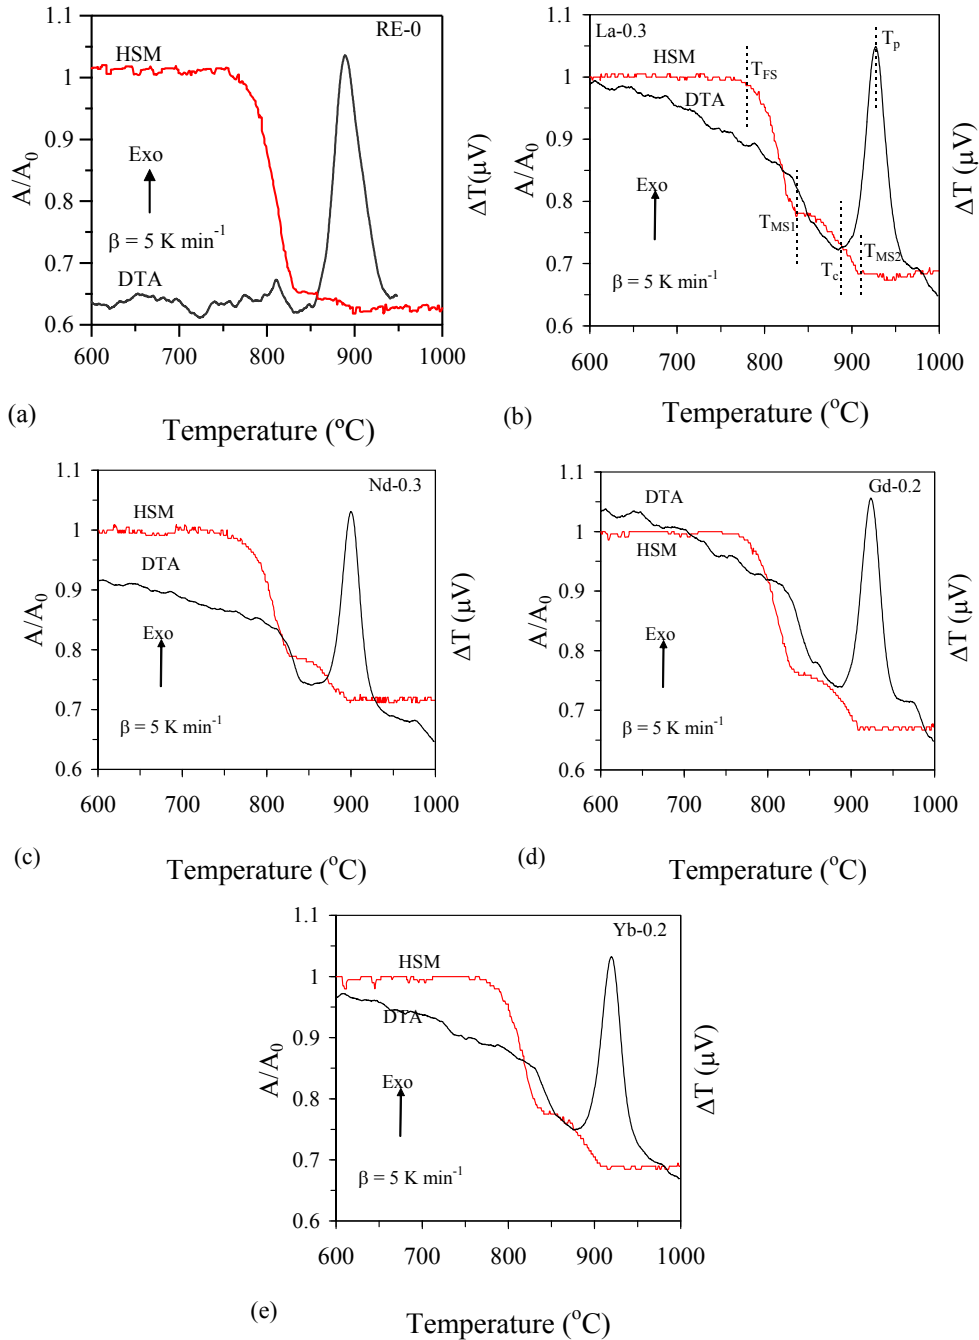 1.1
RE-0
HSM
1
0.9
A/A0
Exo
ΔT(μV)
0.8
β = 5 K min-1
0.7
DTA
0.6
600 700 800 900 1000
(a)
Temperature (ºC)
1.1
La-0.3
Tp
HSM
1
TFS
DTA
0.9
A/A0
Exo
ΔT (μV)
0.8
TMS1
TMS2
β = 5 K min-1
Tc
0.7
0.6
600 700 800 900 1000
(b)
Temperature (oC)
1.1
Nd-0.3
HSM
1
DTA
0.9
A/A0
Exo
ΔT (μV)
0.8
β = 5 K min-1
0.7
0.6
600 700 800 900 1000
(c)
Temperature (oC)
1.1
DTA
Gd-0.2
1
HSM
0.9
A/A0
Exo
ΔT (μV)
0.8
β = 5 K min-1
0.7
0.6
600 700 800 900 1000
(d)
Temperature (oC)
1.1
Yb-0.2
HSM
1
DTA
0.9
A/A0
Exo
ΔT (μV)
0.8
β = 5 K min-1
0.7
0.6
600 700 800 900 1000
(e)
Temperature (oC)